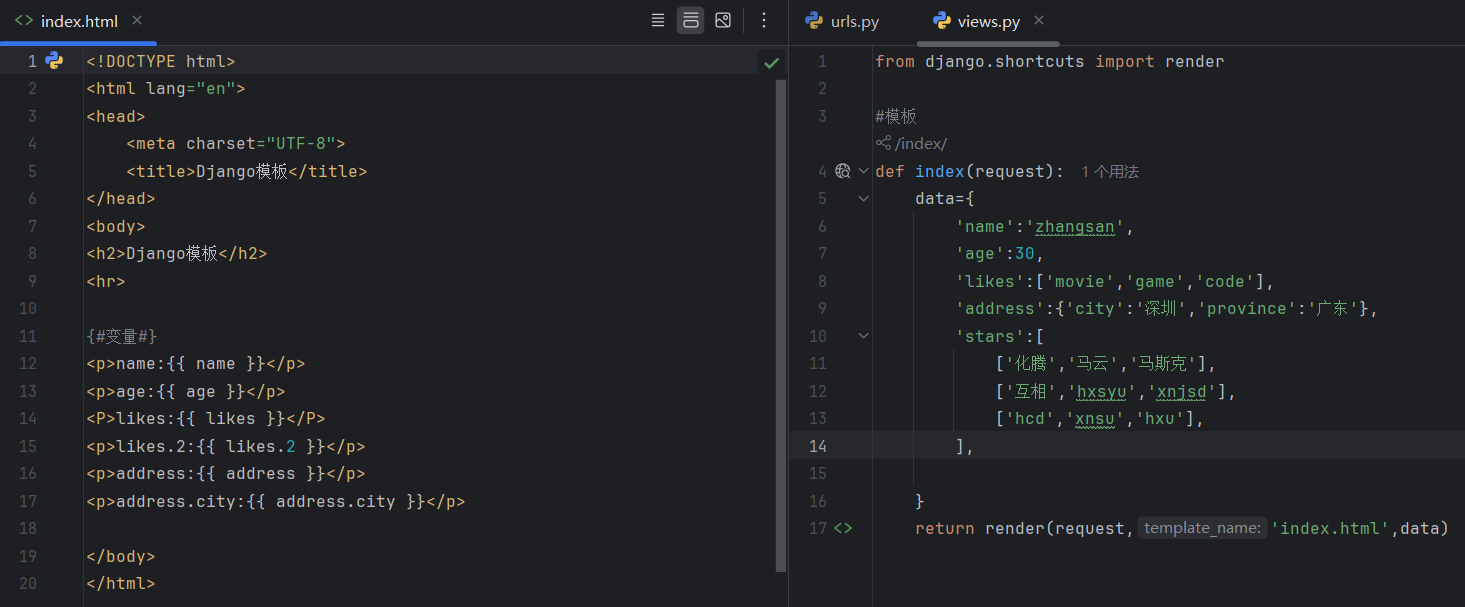 index.html
1 <!DOCTYPE html>
2 <html lang="en">
3 <head>
4 <meta charset="UTF-8">
5 <title>Django模板</title>
6 </head>
7 <body>
8 <h2>Django模板</h2>
9 <hr>
10
11 {#变量#}
12 <p>name:{{ name }}</p>
13 <p>age:{{ age }}</p>
14 <P>likes:{{ likes }}</P>
15 <p>likes.2:{{ likes.2 }}</p>
16 <p>address:{{ address }}</p>
17 <p>address.city:{{ address.city }}</p>
18
19 </body>
20 </html>
urls.py views.py
1 from django.shortcuts import render
2
3 #模板
/index/
4 def index(request): 1 个用法
5 data={
6 'name':'zhangsan',
7 'age':30,
8 'likes':['movie','game','code'],
9 'address':{'city':'深圳','province':'广东'},
10 'stars':[
11 ['化腾','马云','马斯克'],
12 ['互相','hxsyu','xnjsd'],
13 ['hcd','xnsu','hxu'],
14 ],
15
16 }
17 return render(request, template_name: 'index.html',data)